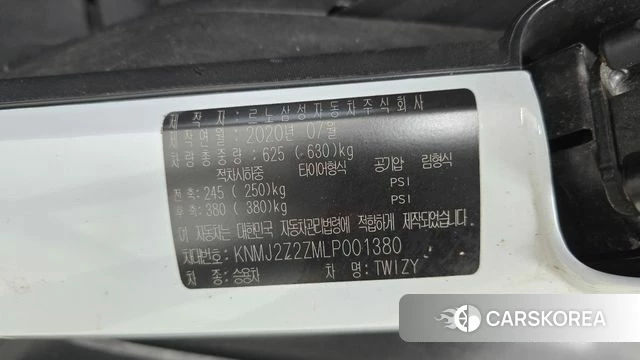 제 작 자 : 르노삼성자동차주식회사
제작연월 : 2020년 07월
차량총중량 : 625 ( 630)kg
적차시하중 타이어형식 공기압 림형식
전 축: 245 ( 250)kg PSI
후 축: 380 ( 380)kg PSI
이 자동차는 대한민국 자동차관리법령에 적합하게 제작되었습니다.
차대번호: KNMJ2Z2ZMLP001380
차 종: 승용차 차 명: TWIZY
CARSKOREA